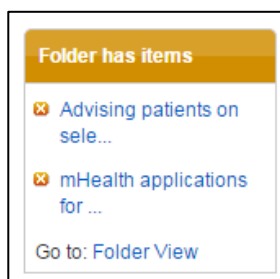 Folder has items
Advising patients on
sele...
mHealth applications
for ...
Go to: Folder View